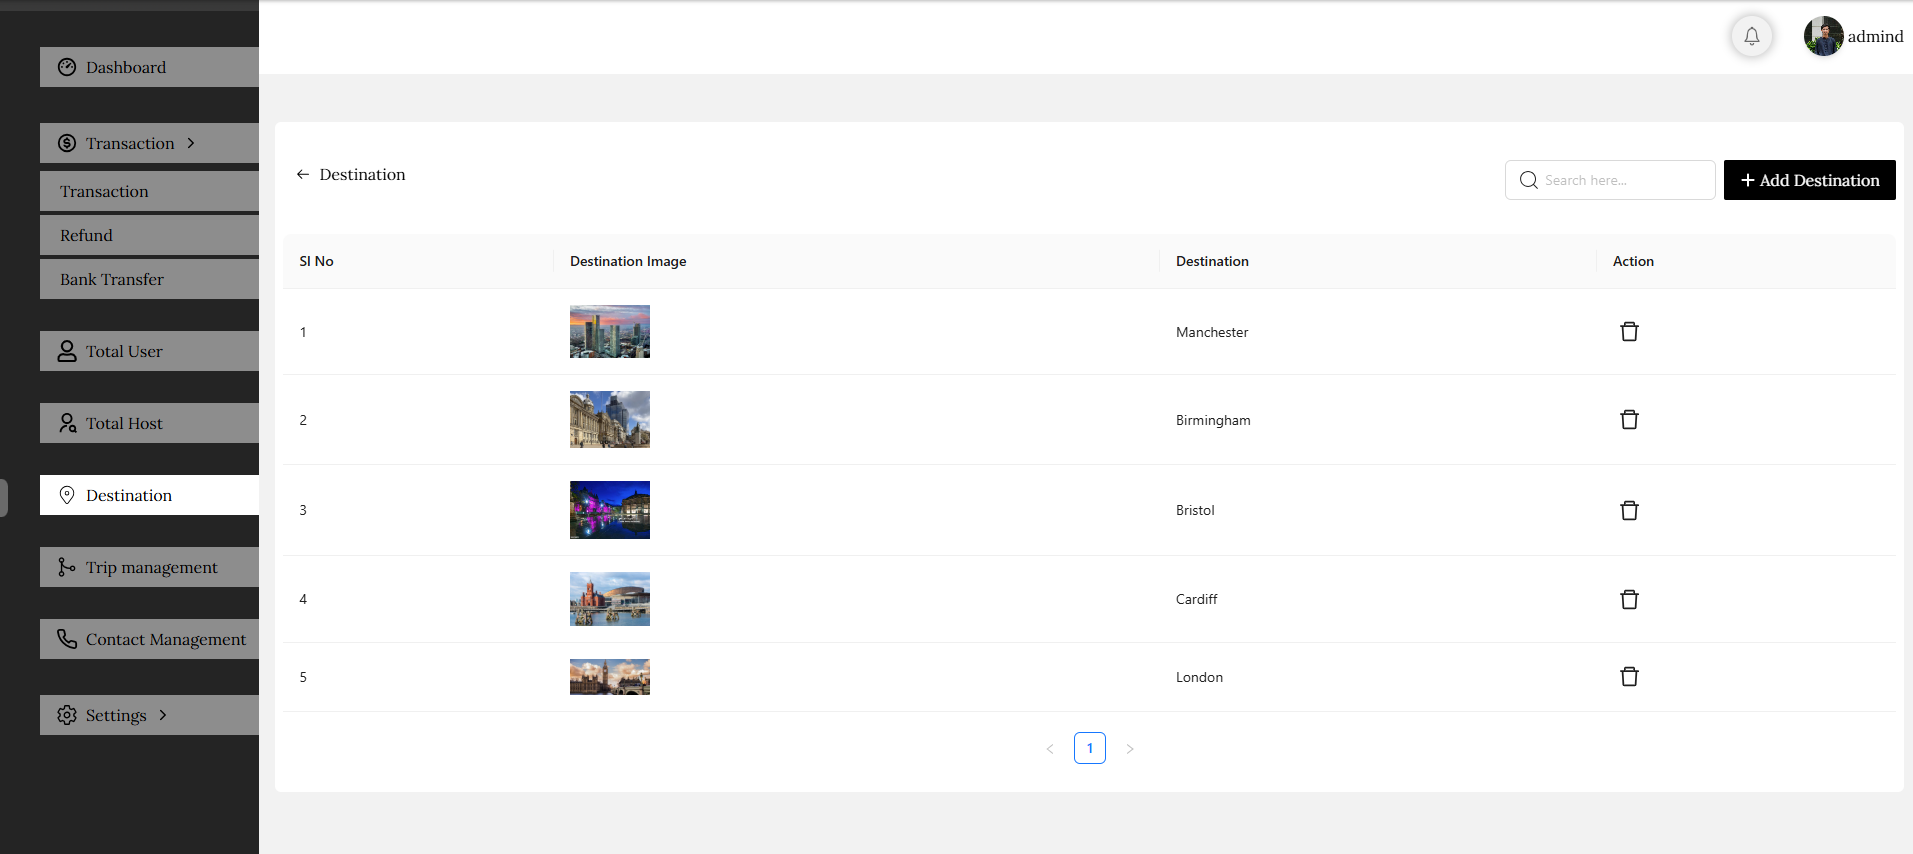 Dashboard
Transaction
Transaction
Refund
Bank Transfer
Total User
Total Host
Destination
Trip management
Contact Management
Settings
admind
Destination
Search here...
+ Add Destination
Sl No Destination Image Destination Action
1 Manchester
2 Birmingham
3 Bristol
4 Cardiff
5 London
1